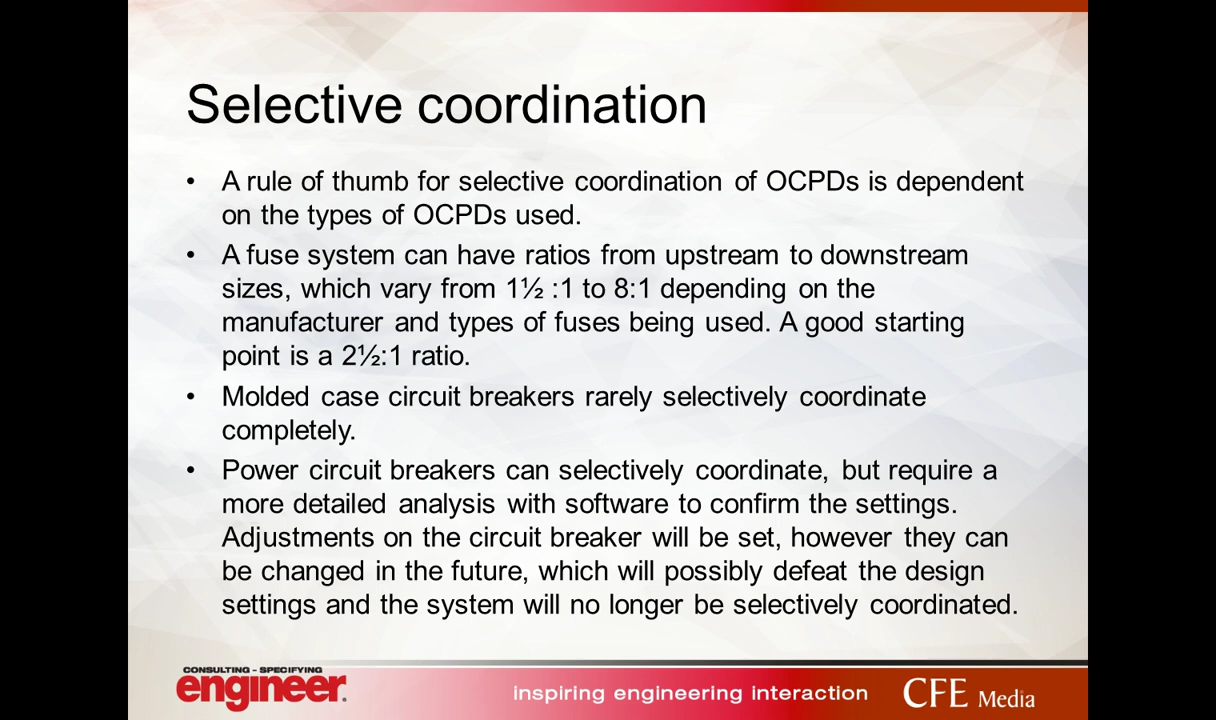 Selective coordination
• A rule of thumb for selective coordination of OCPDs is dependent
on the types of OCPDs used.
• A fuse system can have ratios from upstream to downstream
sizes, which vary from 1½ :1 to 8:1 depending on the
manufacturer and types of fuses being used. A good starting
point is a 2½:1 ratio.
• Molded case circuit breakers rarely selectively coordinate
completely.
• Power circuit breakers can selectively coordinate, but require a
more detailed analysis with software to confirm the settings.
Adjustments on the circuit breaker will be set, however they can
be changed in the future, which will possibly defeat the design
settings and the system will no longer be selectively coordinated.
CONSULTING - SPECIFYING
engineer.
inspiring engineering interaction
CFE Media